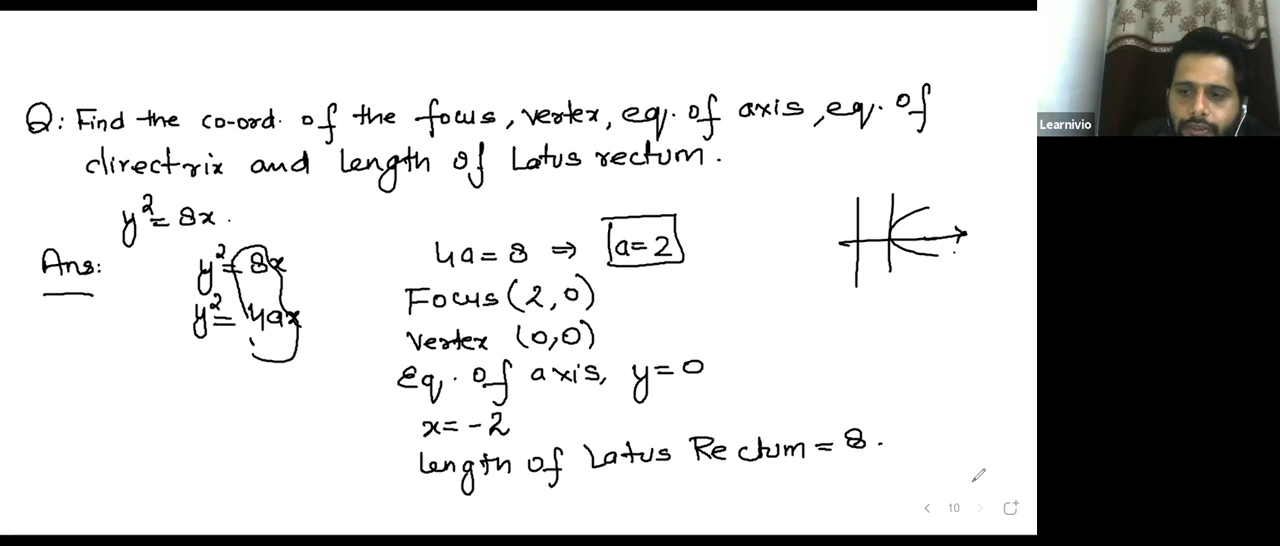 Q: Find the co-ord. of the focus, vertex, eq. of axis, eq. of
directrix and length of Latus rectum.
y² = 8x.
Ans:
y² = 8x
y² = 4ax
4a = 8 ⇒ a = 2
Focus (2, 0)
Vertex (0,0)
Eq. of axis, y = 0
x = -2
length of Latus Rectum = 8.
Learnivio
10